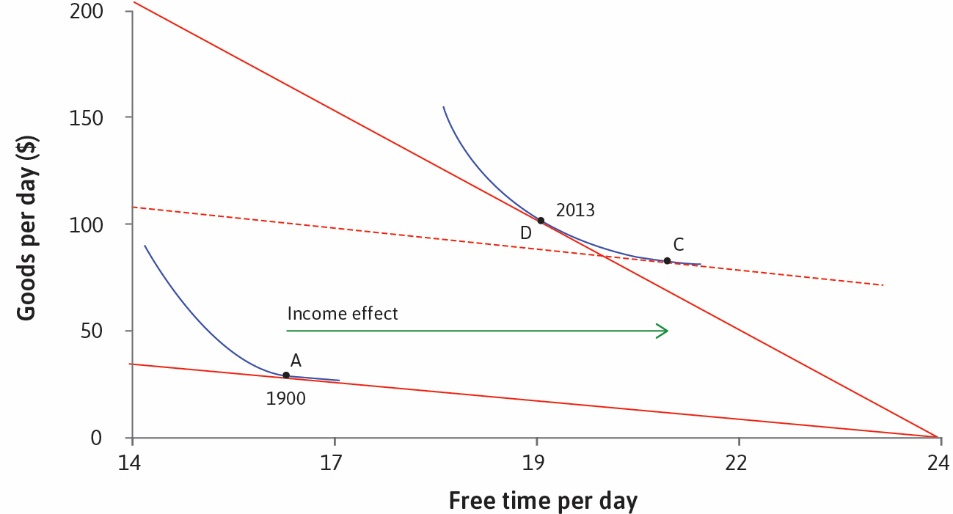 200
150
100
50
0
Goods per day ($)
2013
D
C
Income effect
A
1900
14
17
19
22
24
Free time per day